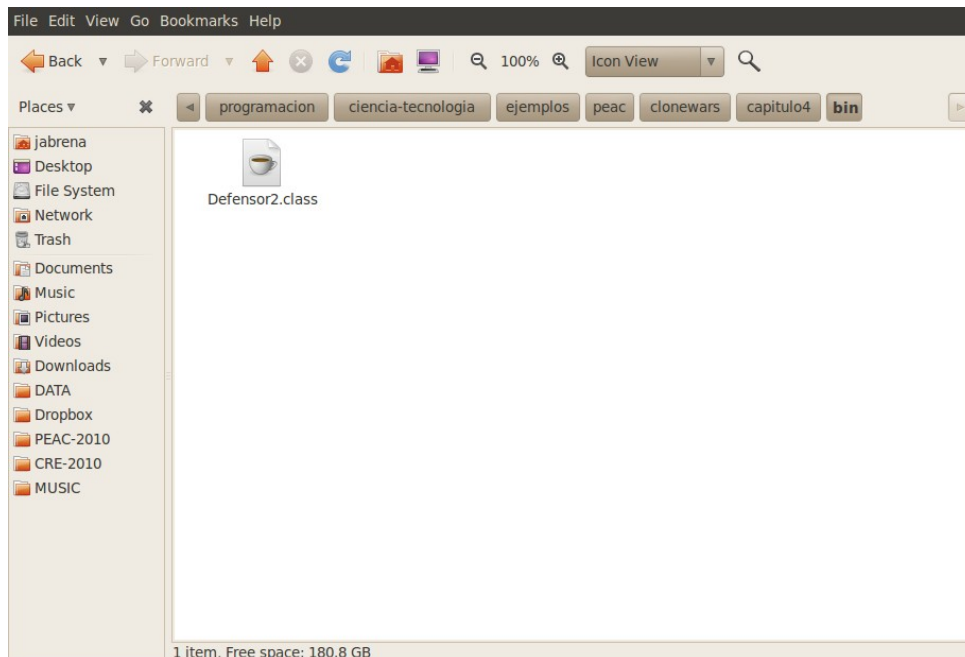 File Edit View Go Bookmarks Help
Back Forward 100% Icon View
Places programacion ciencia-tecnologia ejemplos peac clonewars capitulo4 bin
jabrena
Desktop
File System
Network
Trash
Documents
Music
Pictures
Videos
Downloads
DATA
Dropbox
PEAC-2010
CRE-2010
MUSIC
Defensor2.class
1 item, Free space: 180.8 GB